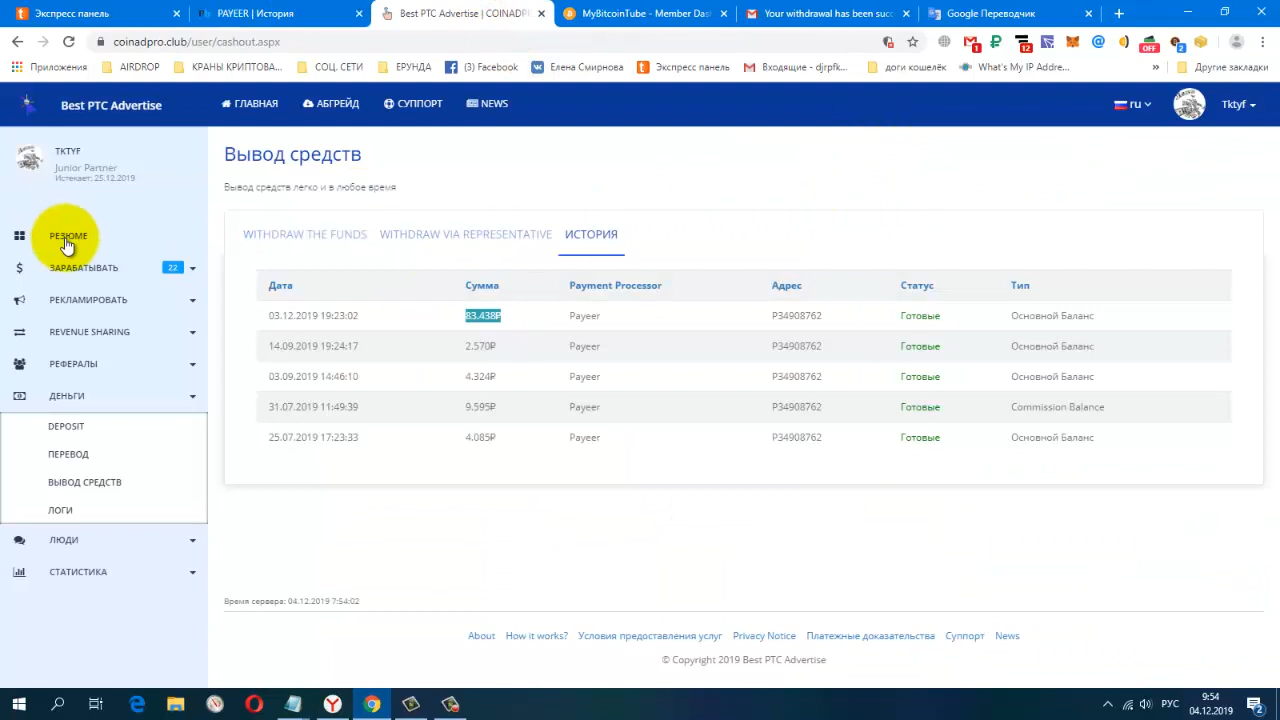 Экспресс панель
PAYEER | История
Best PTC Advertise | COINADP
MyBitcoinTube - Member Das
Your withdrawal has been succ
Google Переводчик
coinadpro.club/user/cashout.aspx
1
12
OFF
2
Приложения
AIRDROP
КРАНЫ КРИПТОВА...
СОЦ. СЕТИ
ЕРУНДА
(3) Facebook
Елена Смирнова
Экспресс панель
Входящие - djrpfk...
доги кошелёк
What's My IP Addre...
»
Другие закладки
Best PTC Advertise
ГЛАВНАЯ
АБГРЕЙД
СУППОРТ
NEWS
ru
Tktyf
TKTYF
Junior Partner
Истекает: 25.12.2019
РЕЗЮМЕ
ЗАРАБАТЫВАТЬ 22
РЕКЛАМИРОВАТЬ
REVENUE SHARING
РЕФЕРАЛЫ
ДЕНЬГИ
DEPOSIT
ПЕРЕВОД
ВЫВОД СРЕДСТВ
ЛОГИ
ЛЮДИ
СТАТИСТИКА
Вывод средств
Вывод средств легко и в любое время
WITHDRAW THE FUNDS WITHDRAW VIA REPRESENTATIVE ИСТОРИЯ
Дата Сумма Payment Processor Адрес Статус Тип
03.12.2019 19:23:02 83.438₽ Payeer P34908762 Готовые Основной Баланс
14.09.2019 19:24:17 2.570₽ Payeer P34908762 Готовые Основной Баланс
03.09.2019 14:46:10 4.324₽ Payeer P34908762 Готовые Основной Баланс
31.07.2019 11:49:39 9.595₽ Payeer P34908762 Готовые Commission Balance
25.07.2019 17:23:33 4.085₽ Payeer P34908762 Готовые Основной Баланс
Время сервера: 04.12.2019 7:54:02
About How it works? Условия предоставления услуг Privacy Notice Платежные доказательства Суппорт News
© Copyright 2019 Best PTC Advertise
РУС
9:54
04.12.2019
2